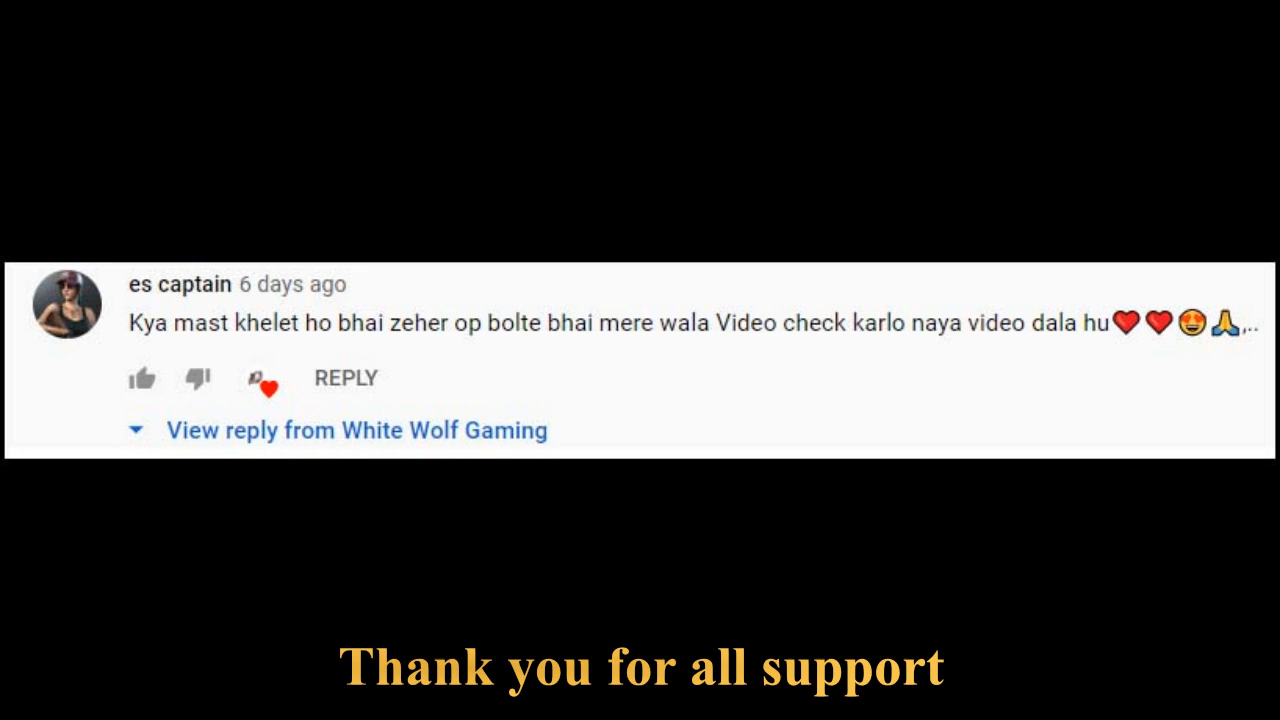 es captain 6 days ago
Kya mast khelet ho bhai zeher op bolte bhai mere wala Video check karlo naya video dala hu❤️❤️😍🙏,..
REPLY
View reply from White Wolf Gaming
Thank you for all support